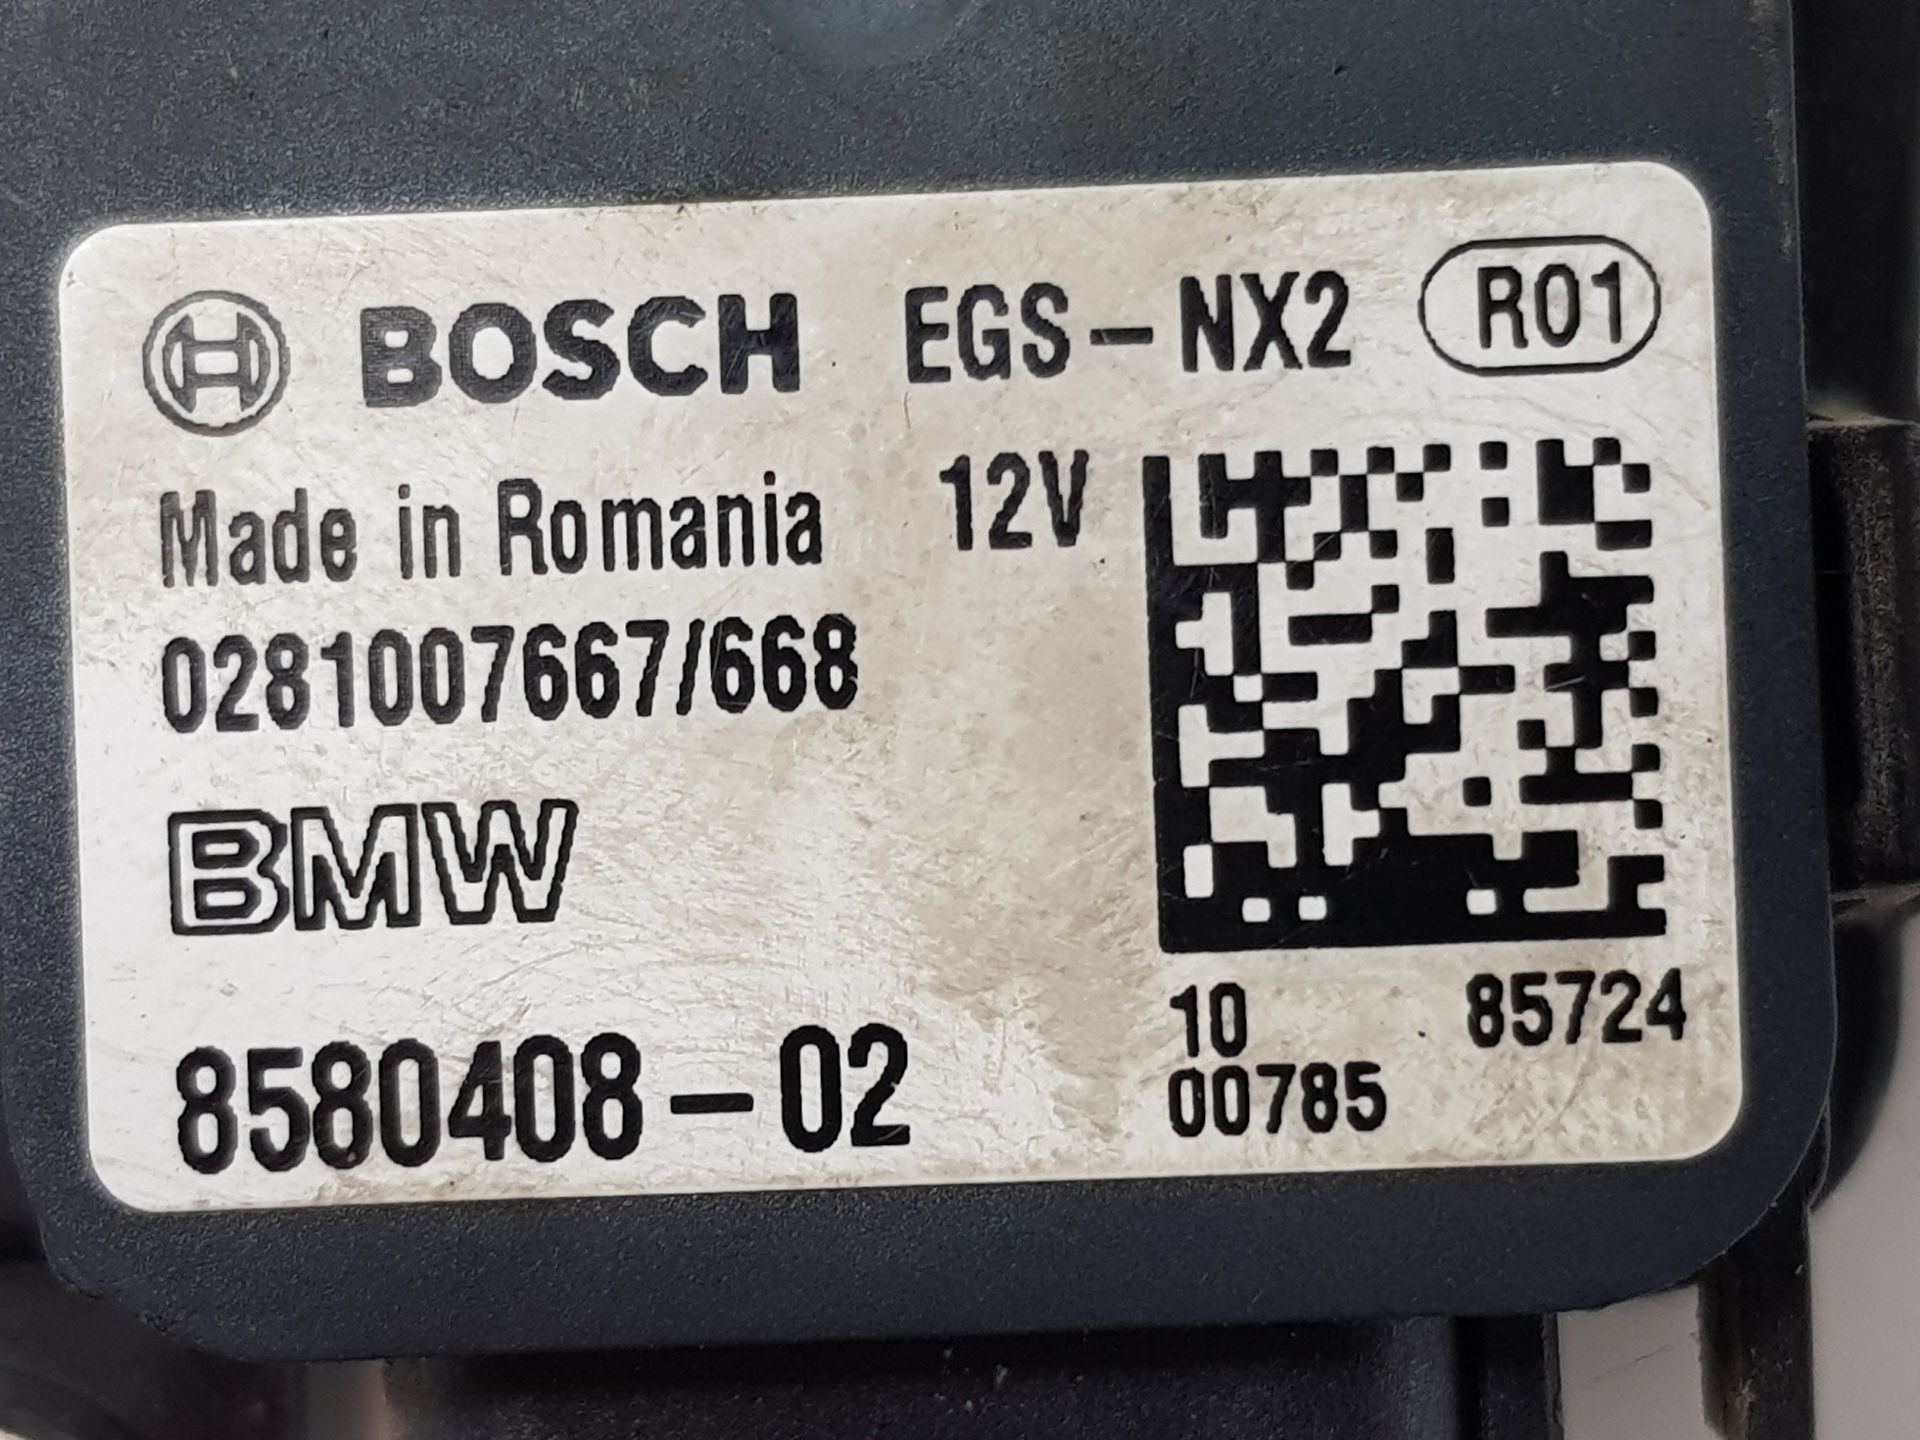 BOSCH EGS-NX2 R01
Made in Romania 12V
0281007667/668
BMW
10 85724
8580408-02 00785